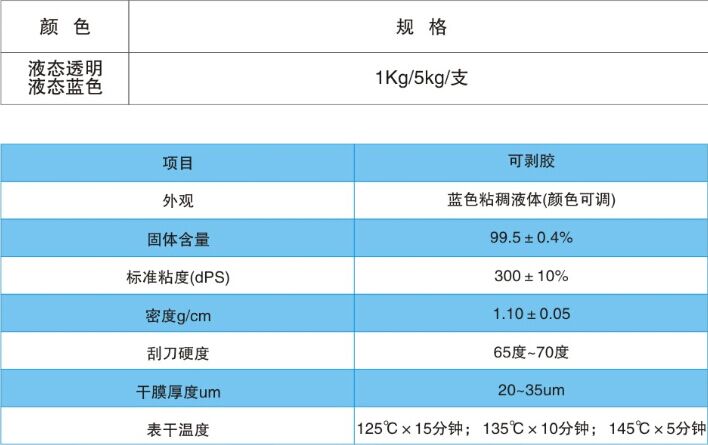 颜 色 规 格
液态透明
液态蓝色
1Kg/5kg/支
项目 可剥胶
外观 蓝色粘稠液体(颜色可调)
固体含量 99.5±0.4%
标准粘度(dPS) 300±10%
密度g/cm 1.10±0.05
刮刀硬度 65度~70度
干膜厚度um 20~35um
表干温度 125℃×15分钟；135℃×10分钟；145℃×5分钟